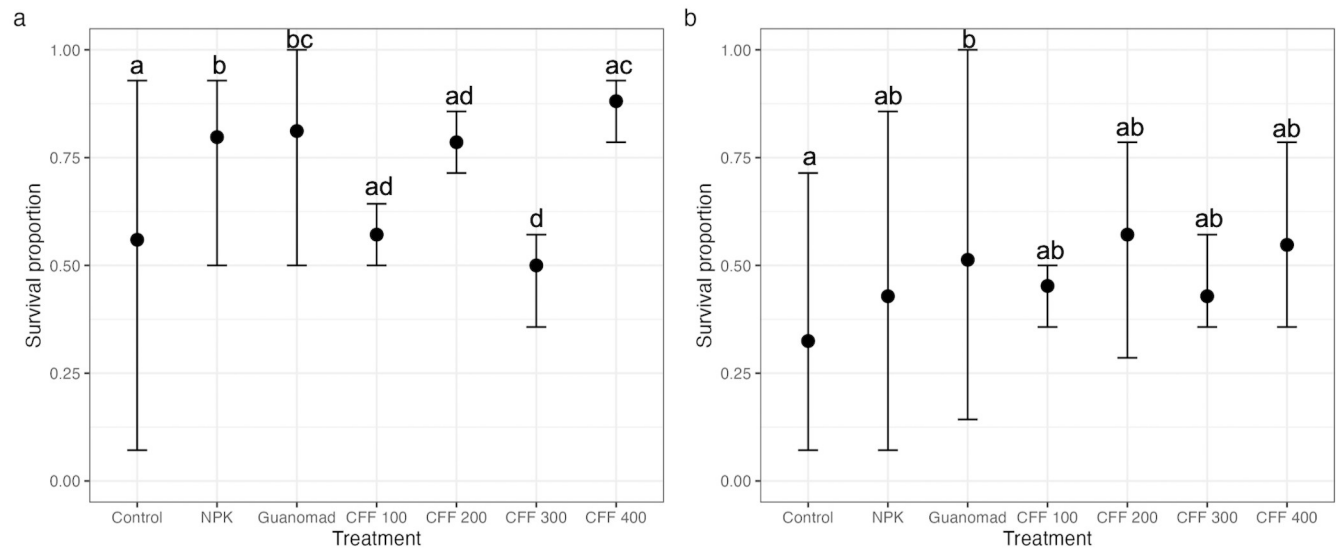 a
bc
a
b
ac
ad
ad
d
1.00
0.75
0.50
0.25
0.00
Survival proportion
Control NPK Guanomad CFF 100 CFF 200 CFF 300 CFF 400
Treatment
b
b
ab
ab
ab
a
ab
ab
1.00
0.75
0.50
0.25
0.00
Survival proportion
Control NPK Guanomad CFF 100 CFF 200 CFF 300 CFF 400
Treatment